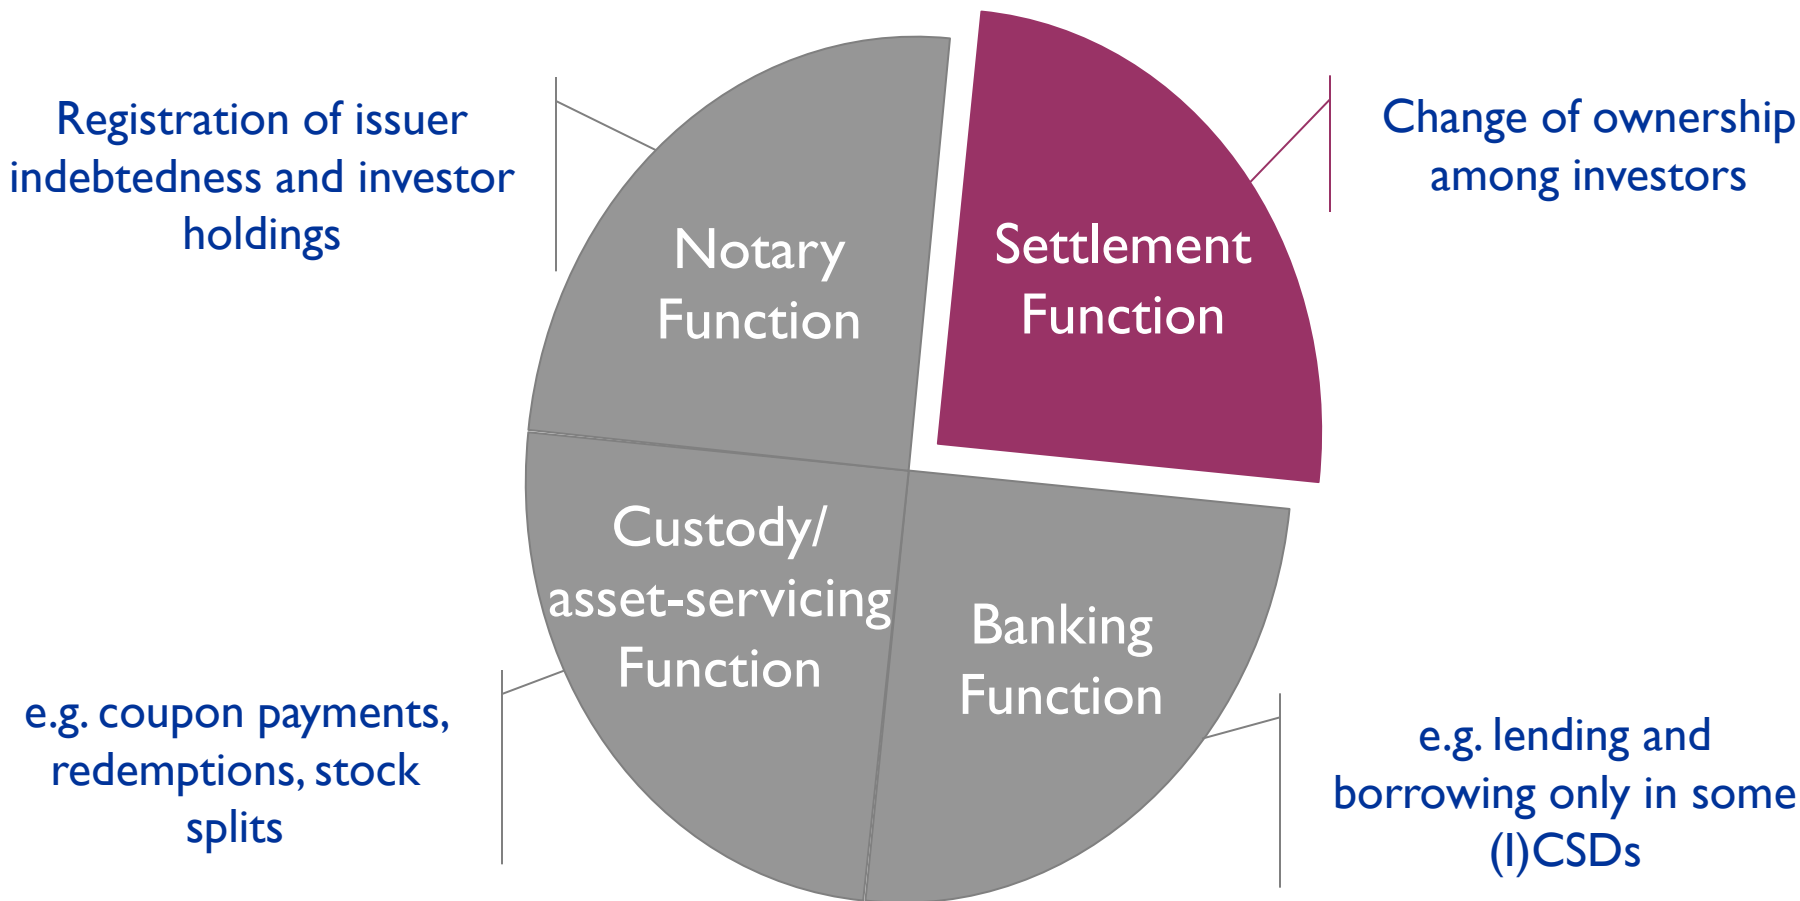 Registration of issuer
indebtedness and investor
holdings
Notary
Function
Settlement
Function
Change of ownership
among investors
Custody/
asset-servicing
Function
Banking
Function
e.g. coupon payments,
redemptions, stock
splits
e.g. lending and
borrowing only in some
(I)CSDs